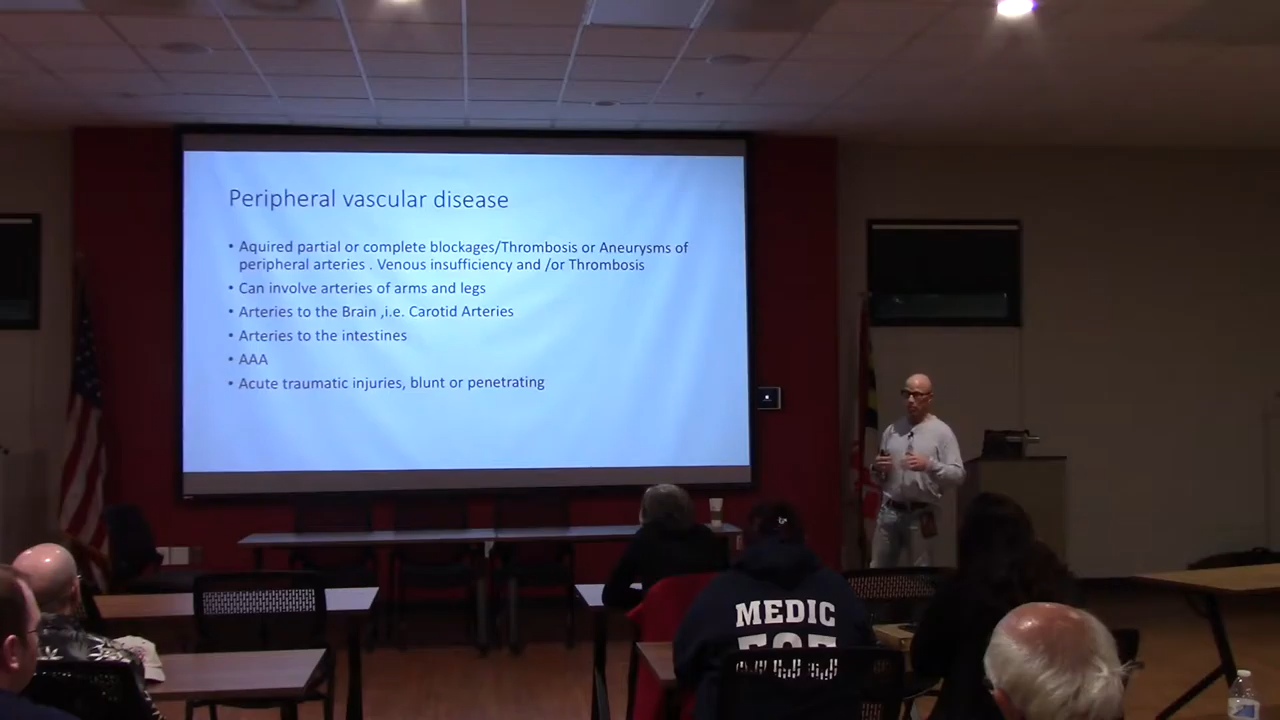 Peripheral vascular disease
• Aquired partial or complete blockages/Thrombosis or Aneurysms of
peripheral arteries . Venous insufficiency and /or Thrombosis
• Can involve arteries of arms and legs
• Arteries to the Brain ,i.e. Carotid Arteries
• Arteries to the intestines
• AAA
• Acute traumatic injuries, blunt or penetrating
MEDIC